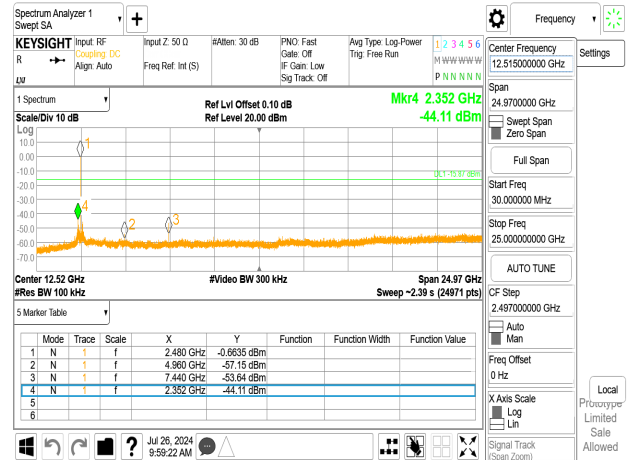 Spectrum Analyzer 1
Swept SA
Frequency
KEYSIGHT
R
Input: RF
Coupling: DC
Align: Auto
Input Z: 50 Ω
Freq Ref: Int (S)
#Atten: 30 dB
PNO: Fast
Gate: Off
IF Gain: Low
Sig Track: Off
Avg Type: Log-Power
Trig: Free Run
1 2 3 4 5 6
M W W W W W
P N N N N N
LXI
1 Spectrum
Scale/Div 10 dB
Ref Lvl Offset 0.10 dB
Ref Level 20.00 dBm
Mkr4 2.352 GHz
-44.11 dBm
Log
10.0
0.00
-10.0
-20.0
-30.0
-40.0
-50.0
-60.0
-70.0
1
4
2
3
DL1 -15.87 dBm
Center 12.52 GHz
#Res BW 100 kHz
#Video BW 300 kHz
Span 24.97 GHz
Sweep ~2.39 s (24971 pts)
5 Marker Table
Mode Trace Scale X Y Function Function Width Function Value
1 N 1 f 2.480 GHz -0.6635 dBm
2 N 1 f 4.960 GHz -57.15 dBm
3 N 1 f 7.440 GHz -53.64 dBm
4 N 1 f 2.352 GHz -44.11 dBm
5
6
Jul 26, 2024
9:59:22 AM
?
Center Frequency
12.515000000 GHz
Settings
Span
24.9700000 GHz
Swept Span
Zero Span
Full Span
Start Freq
30.000000 MHz
Stop Freq
25.000000000 GHz
AUTO TUNE
CF Step
2.497000000 GHz
Auto
Man
Freq Offset
0 Hz
X Axis Scale
Log
Lin
Signal Track
(Span Zoom)
Local
Prototype
Limited
Sale
Allowed